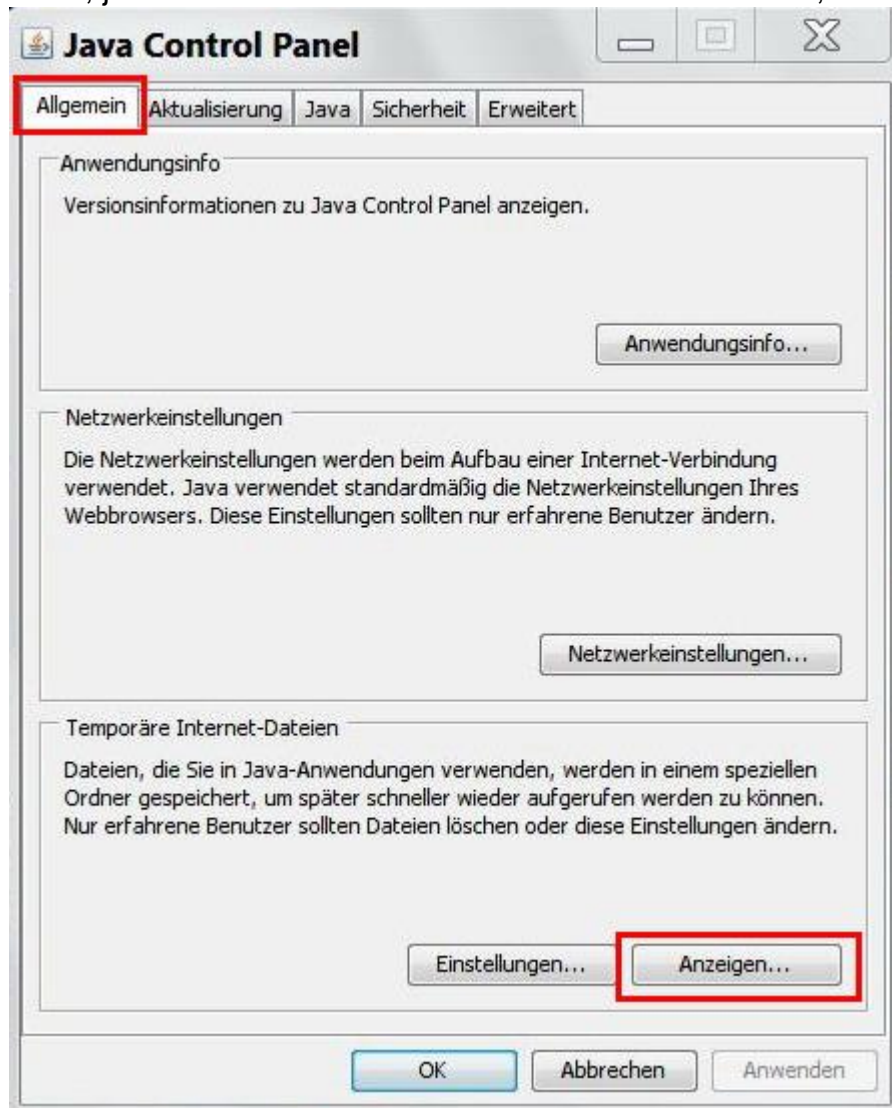 Java Control Panel
Allgemein Aktualisierung Java Sicherheit Erweitert
Anwendungsinfo
Versionsinformationen zu Java Control Panel anzeigen.
Anwendungsinfo...
Netzwerkeinstellungen
Die Netzwerkeinstellungen werden beim Aufbau einer Internet-Verbindung
verwendet. Java verwendet standardmäßig die Netzwerkeinstellungen Ihres
Webbrowsers. Diese Einstellungen sollten nur erfahrene Benutzer ändern.
Netzwerkeinstellungen...
Temporäre Internet-Dateien
Dateien, die Sie in Java-Anwendungen verwenden, werden in einem speziellen
Ordner gespeichert, um später schneller wieder aufgerufen werden zu können.
Nur erfahrene Benutzer sollten Dateien löschen oder diese Einstellungen ändern.
Einstellungen... Anzeigen...
OK Abbrechen Anwenden